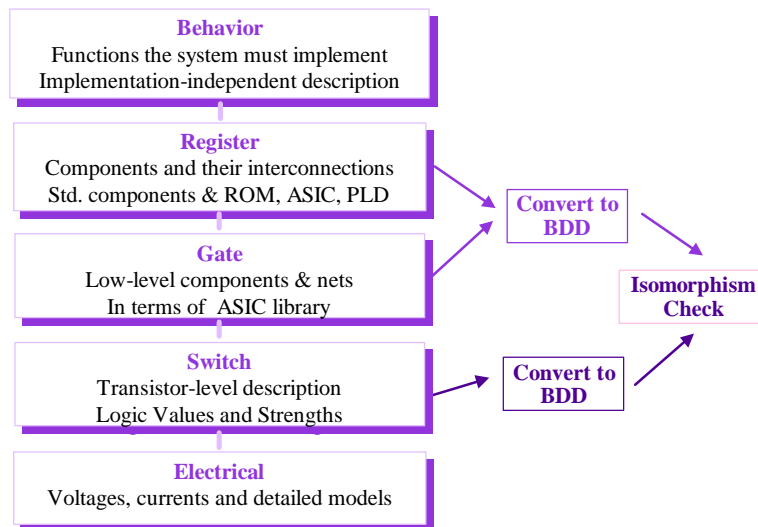 Behavior
Functions the system must implement
Implementation-independent description
Register
Components and their interconnections
Std. components & ROM, ASIC, PLD
Convert to
BDD
Gate
Low-level components & nets
In terms of ASIC library
Isomorphism
Check
Switch
Transistor-level description
Logic Values and Strengths
Convert to
BDD
Electrical
Voltages, currents and detailed models